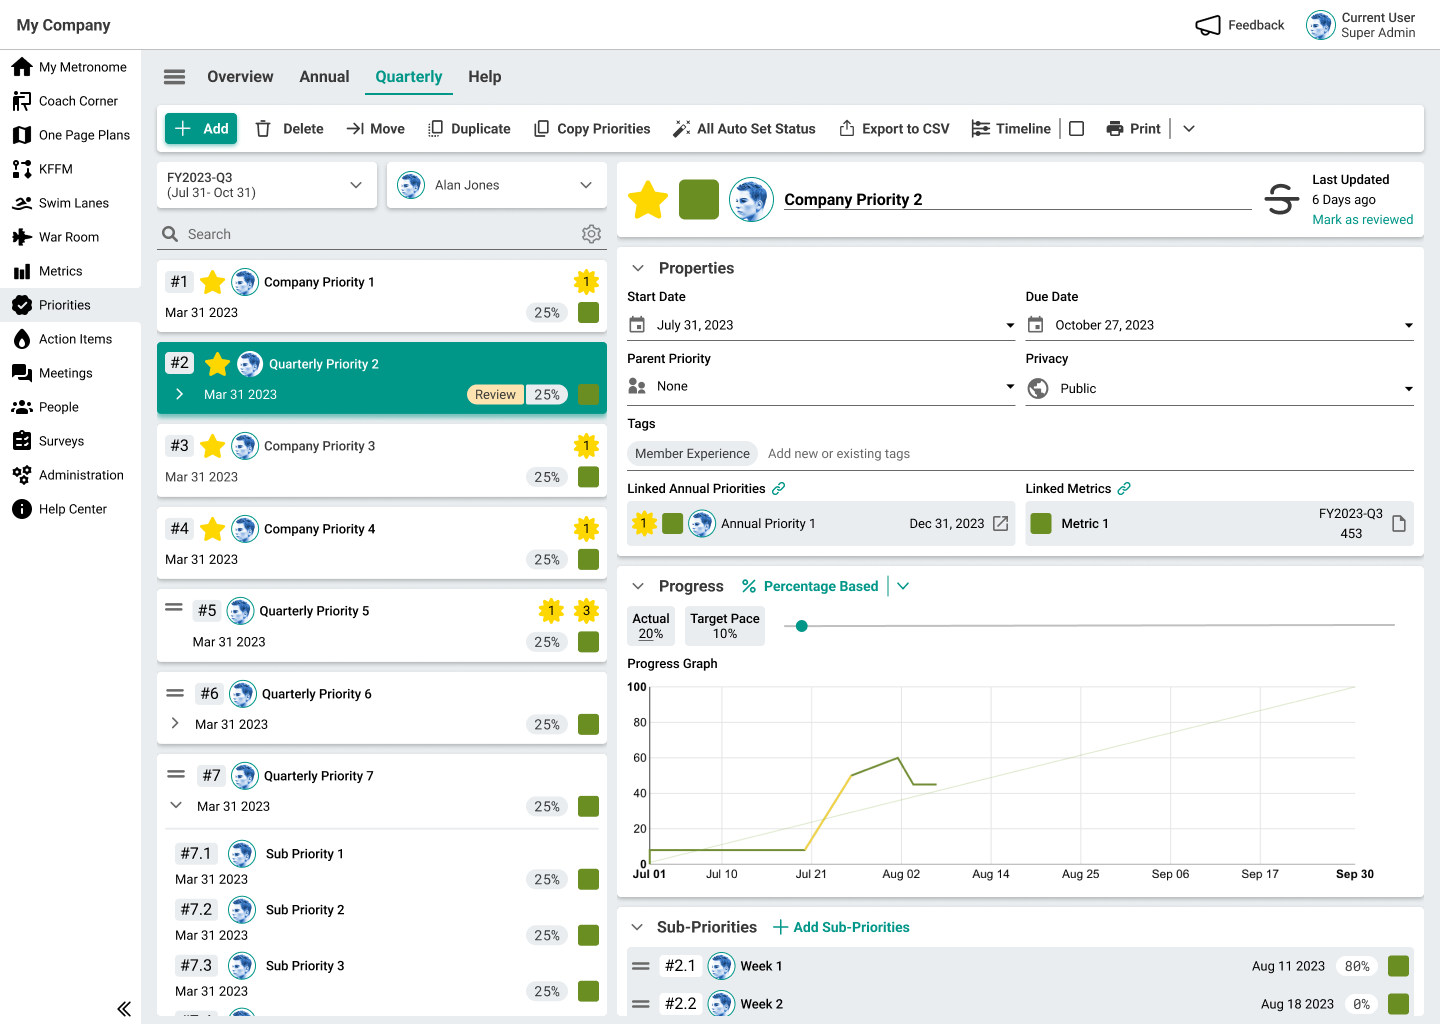 My Company
Feedback
Current User
Super Admin
My Metronome
Coach Corner
One Page Plans
KFFM
Swim Lanes
War Room
Metrics
Priorities
Action Items
Meetings
People
Surveys
Administration
Help Center
Overview Annual Quarterly Help
Add Delete Move Duplicate Copy Priorities All Auto Set Status Export to CSV Timeline Print
FY2023-Q3
(Jul 31- Oct 31)
Alan Jones
Search
#1 Company Priority 1 1
Mar 31 2023 25%
#2 Quarterly Priority 2
Mar 31 2023 Review 25%
#3 Company Priority 3 1
Mar 31 2023 25%
#4 Company Priority 4 1
Mar 31 2023 25%
#5 Quarterly Priority 5 1 3
Mar 31 2023 25%
#6 Quarterly Priority 6
Mar 31 2023 25%
#7 Quarterly Priority 7
Mar 31 2023 25%
#7.1 Sub Priority 1
Mar 31 2023 25%
#7.2 Sub Priority 2
Mar 31 2023 25%
#7.3 Sub Priority 3
Mar 31 2023 25%
Company Priority 2
Last Updated
6 Days ago
Mark as reviewed
Properties
Start Date Due Date
July 31, 2023 October 27, 2023
Parent Priority Privacy
None Public
Tags
Member Experience Add new or existing tags
Linked Annual Priorities Linked Metrics
1 Annual Priority 1 Dec 31, 2023
Metric 1 FY2023-Q3
453
Progress % Percentage Based
Actual
20%
Target Pace
10%
Progress Graph
100
80
60
40
20
0
Jul 01 Jul 10 Jul 21 Aug 02 Aug 14 Aug 25 Sep 06 Sep 17 Sep 30
Sub-Priorities Add Sub-Priorities
#2.1 Week 1 Aug 11 2023 80%
#2.2 Week 2 Aug 18 2023 0%